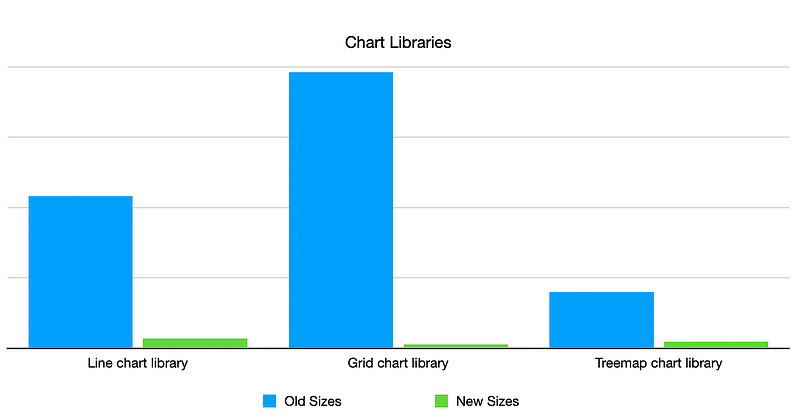 Chart Libraries
Line chart library
Grid chart library
Treemap chart library
Old Sizes
New Sizes